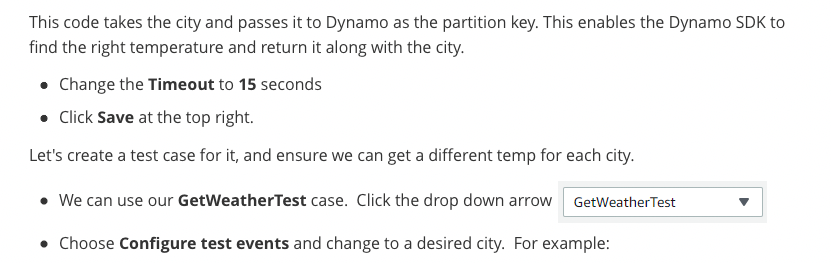 This code takes the city and passes it to Dynamo as the partition key. This enables the Dynamo SDK to
find the right temperature and return it along with the city.
• Change the Timeout to 15 seconds
• Click Save at the top right.
Let's create a test case for it, and ensure we can get a different temp for each city.
• We can use our GetWeatherTest case.  Click the drop down arrow GetWeatherTest
• Choose Configure test events and change to a desired city.  For example: